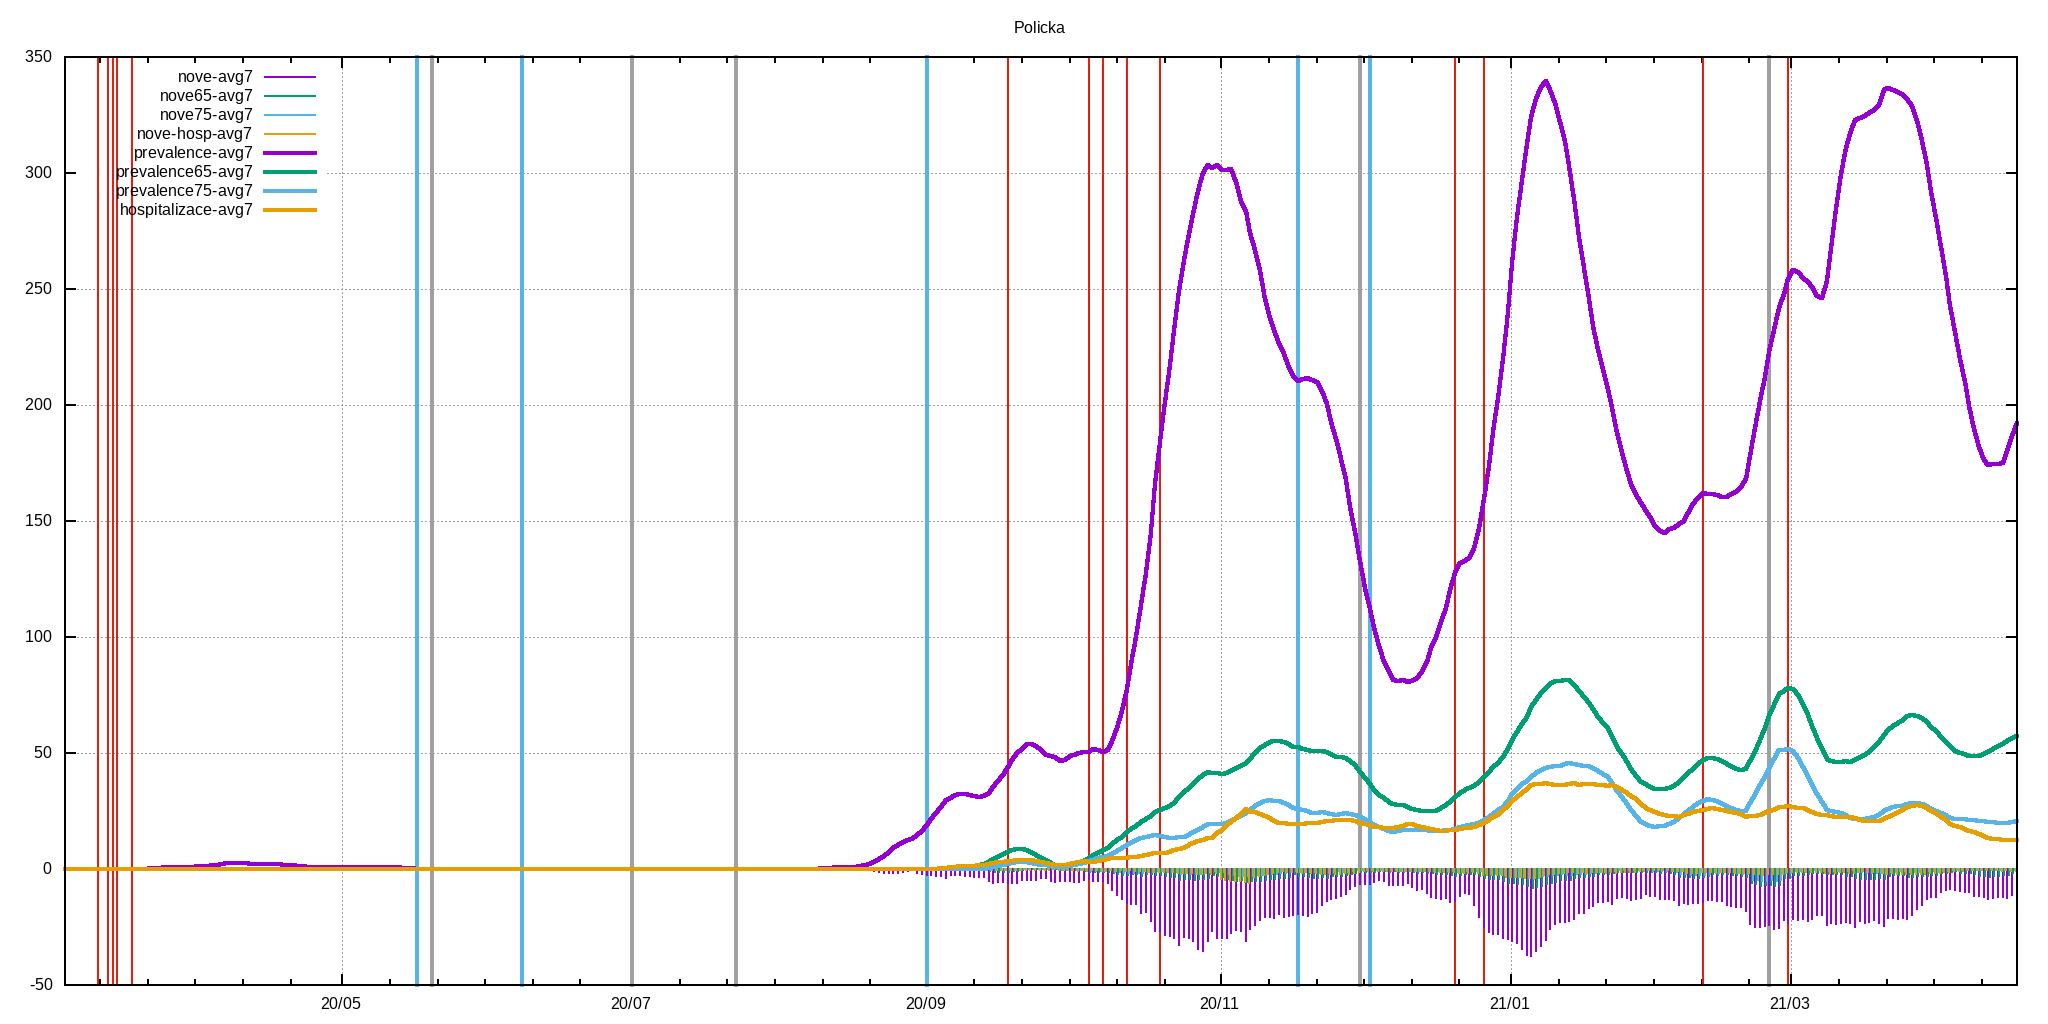 Policka
350
300
250
200
150
100
50
0
-50
nove-avg7
nove65-avg7
nove75-avg7
nove-hosp-avg7
prevalence-avg7
prevalence65-avg7
prevalence75-avg7
hospitalizace-avg7
20/05
20/07
20/09
20/11
21/01
21/03